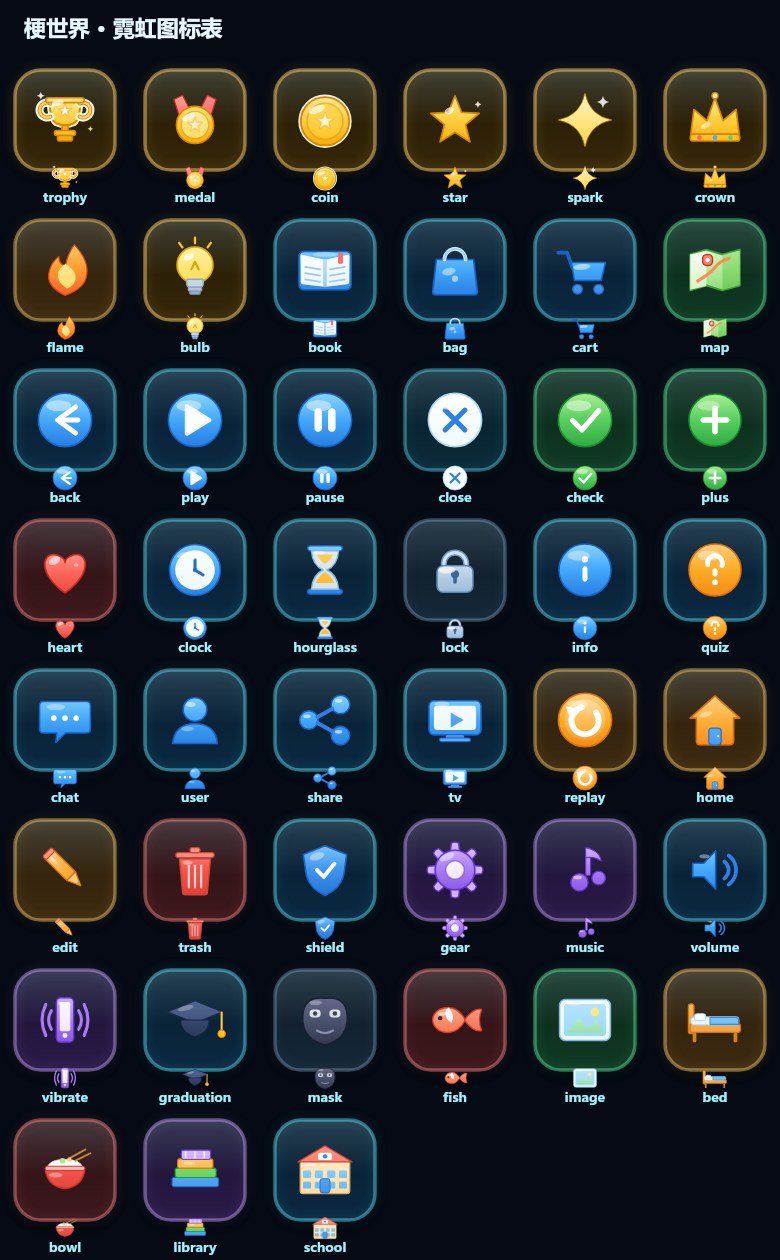 梗世界・霓虹图标表
trophy medal coin star spark crown
flame bulb book bag cart map
back play pause close check plus
heart clock hourglass lock info quiz
chat user share tv replay home
edit trash shield gear music volume
vibrate graduation mask fish image bed
bowl library school